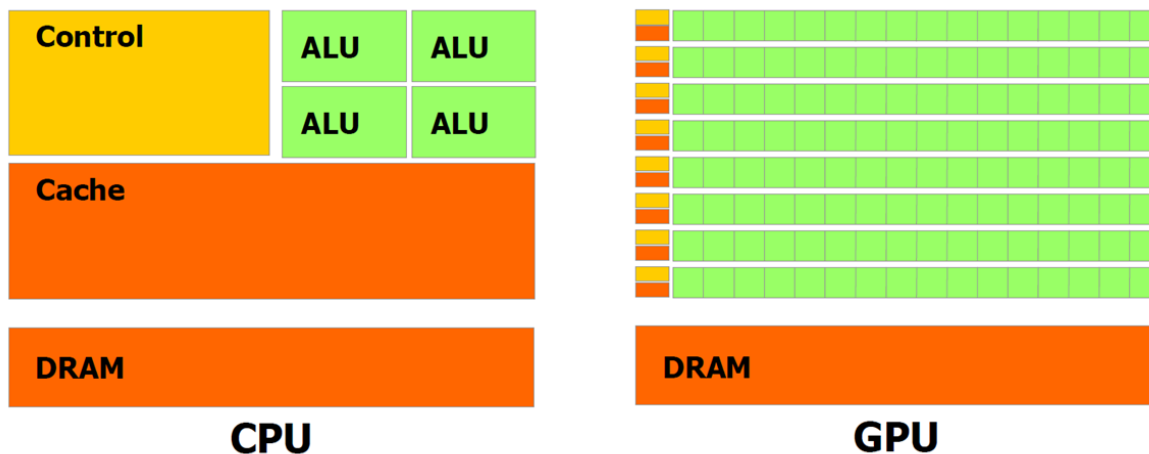 Control
ALU ALU
ALU ALU
Cache
DRAM
CPU
DRAM
GPU